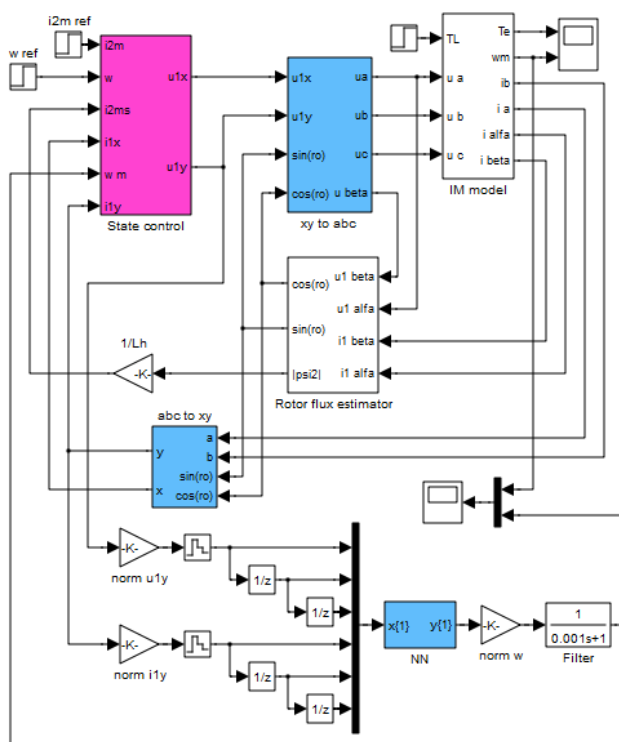 i2m ref
w ref
i2m
w
i2ms
i1x
w m
i1y
u1x
u1y
State control
u1x
u1y
sin(ro)
cos(ro)
ua
ub
uc
u beta
xy to abc
TL
u a
u b
u c
Te
wm
ib
i a
i alfa
i beta
IM model
cos(ro)
sin(ro)
|psi2|
u1 beta
u1 alfa
i1 beta
i1 alfa
Rotor flux estimator
1/Lh
-K-
abc to xy
y
x
a
b
sin(ro)
cos(ro)
-K-
norm u1y
1/z
1/z
-K-
norm i1y
1/z
1/z
x{1}
y{1}
NN
-K-
norm w
1
0.001s+1
Filter